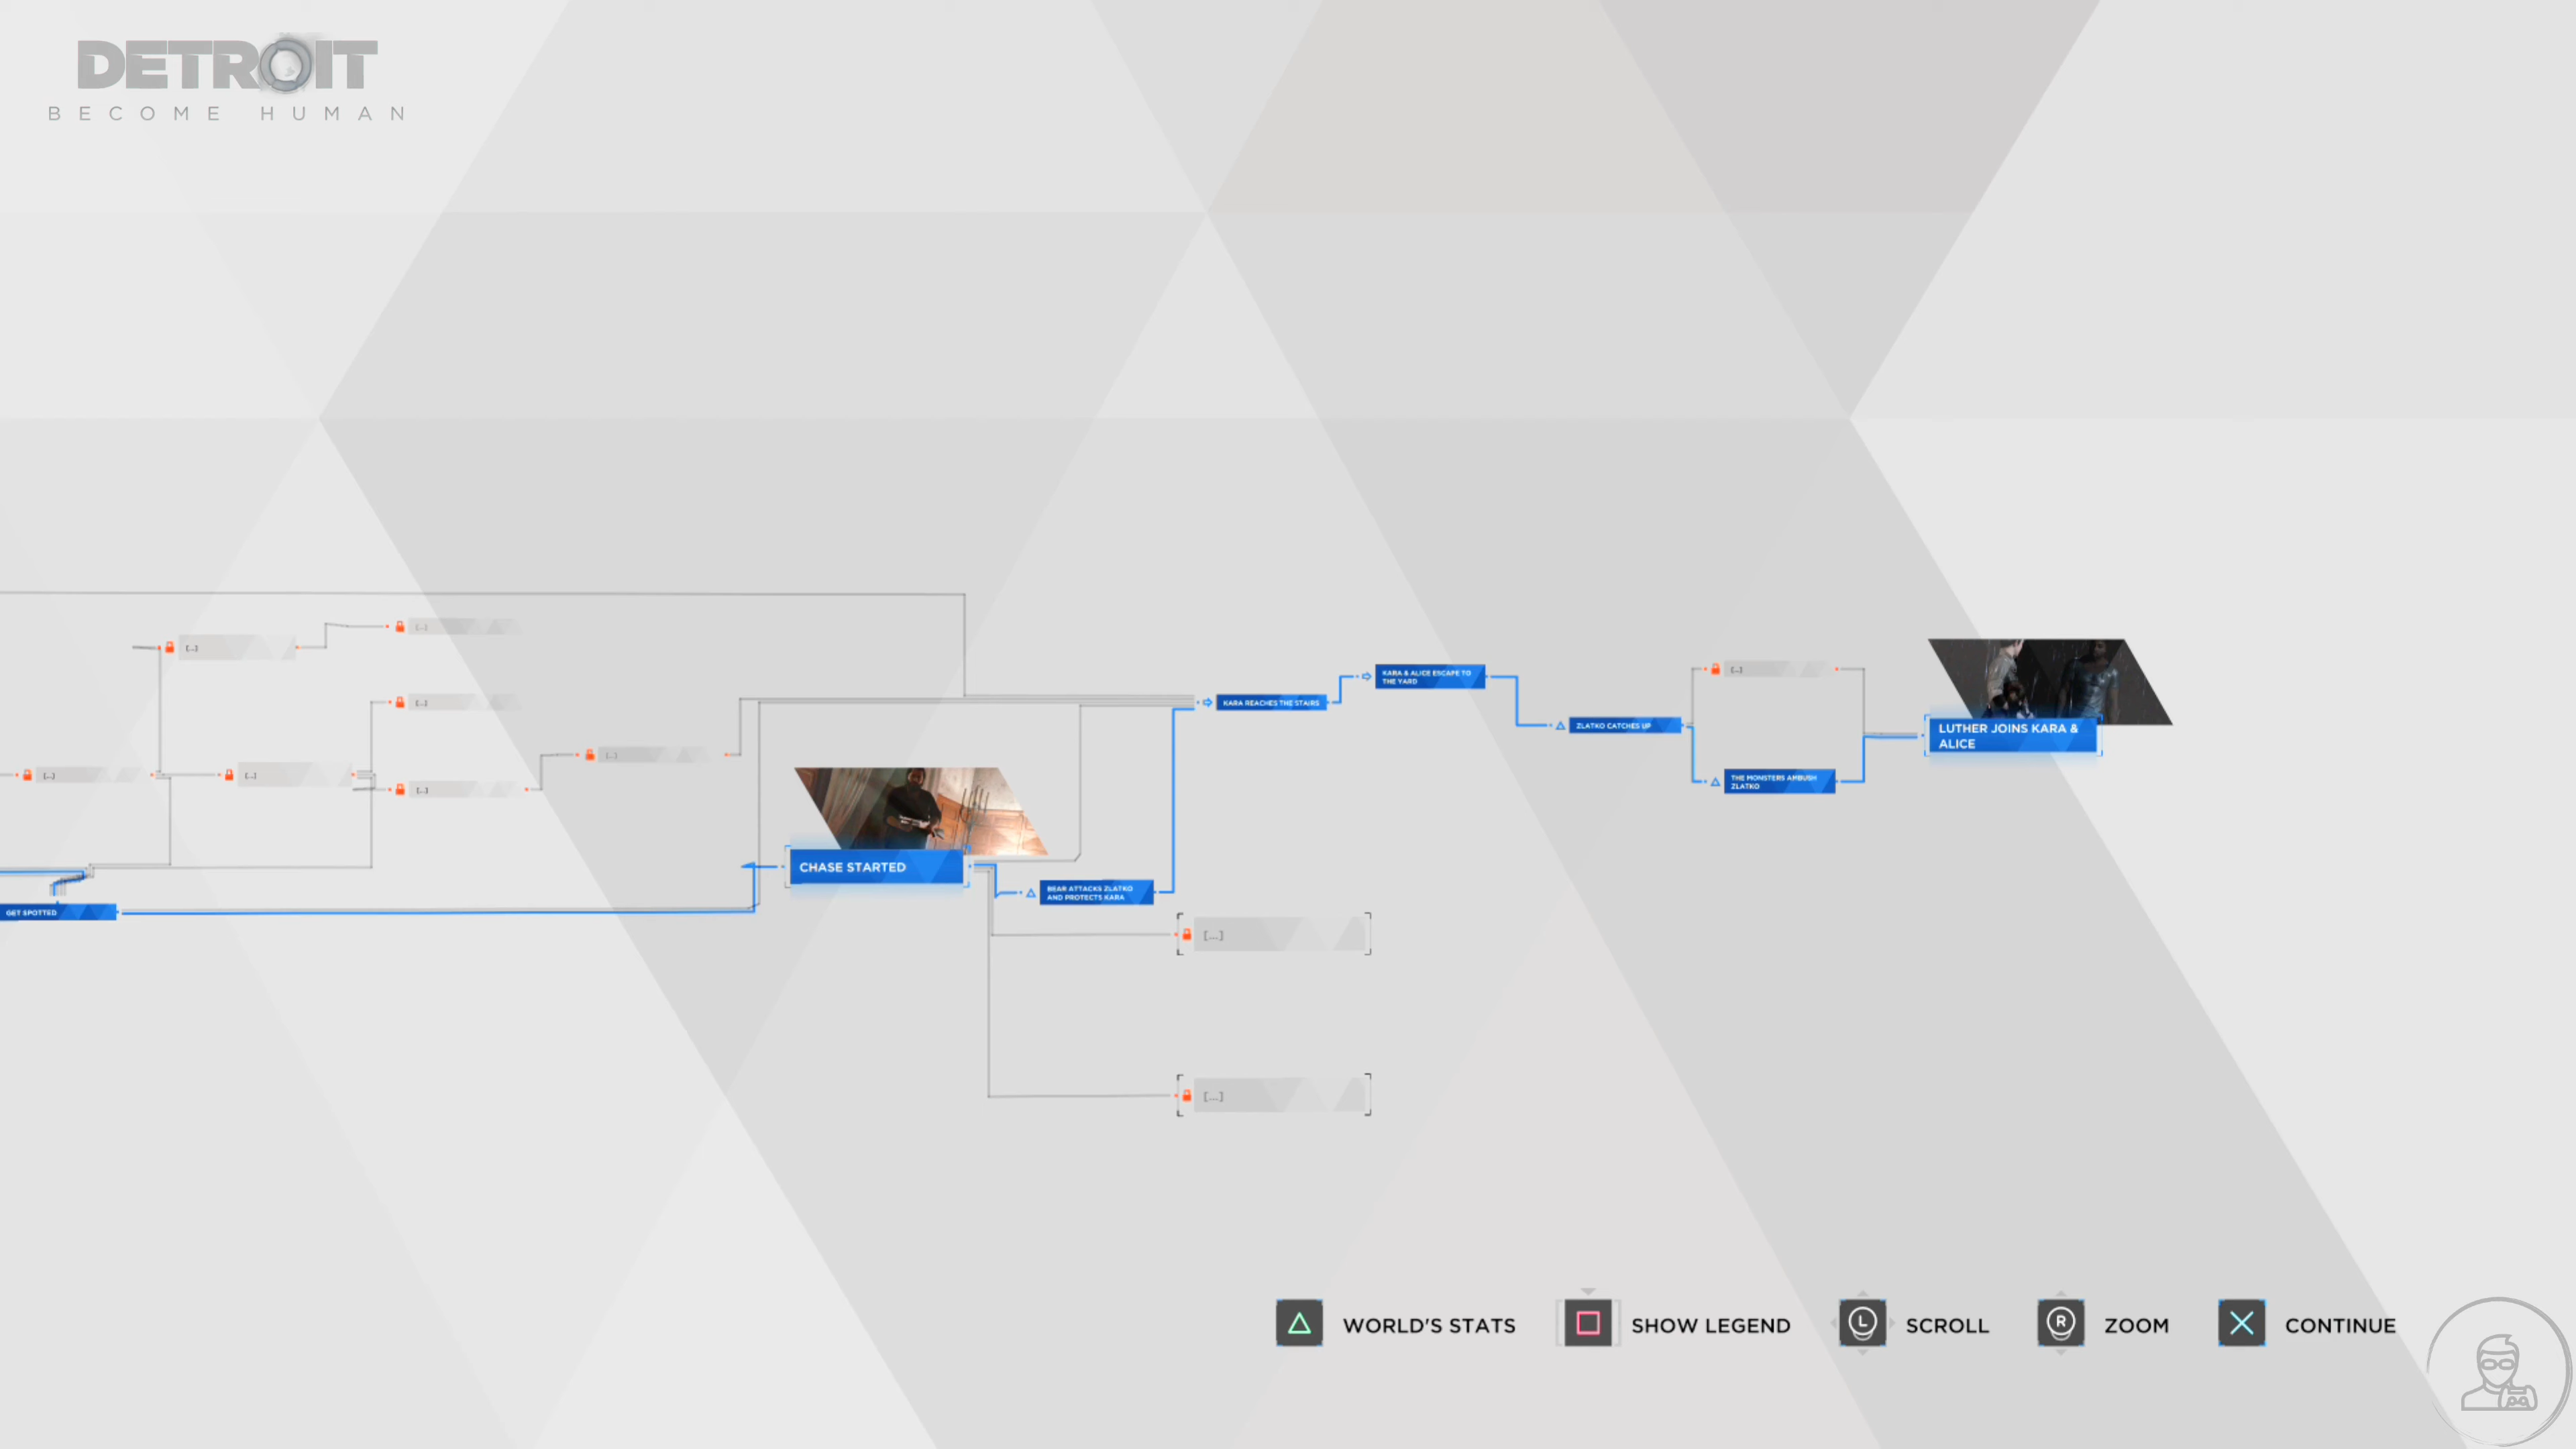 DETROIT
BECOME HUMAN
[...]
[...]
[...]
[...]
[...]
[...]
[...]
GET SPOTTED
CHASE STARTED
BEAR ATTACKS ZLATKO
AND PROTECTS KARA
KARA REACHES THE STAIRS
KARA & ALICE ESCAPE TO
THE YARD
ZLATKO CATCHES UP
[...]
THE MONSTERS AMBUSH
ZLATKO
LUTHER JOINS KARA &
ALICE
[...]
[...]
WORLD'S STATS
SHOW LEGEND
L
SCROLL
R
ZOOM
CONTINUE